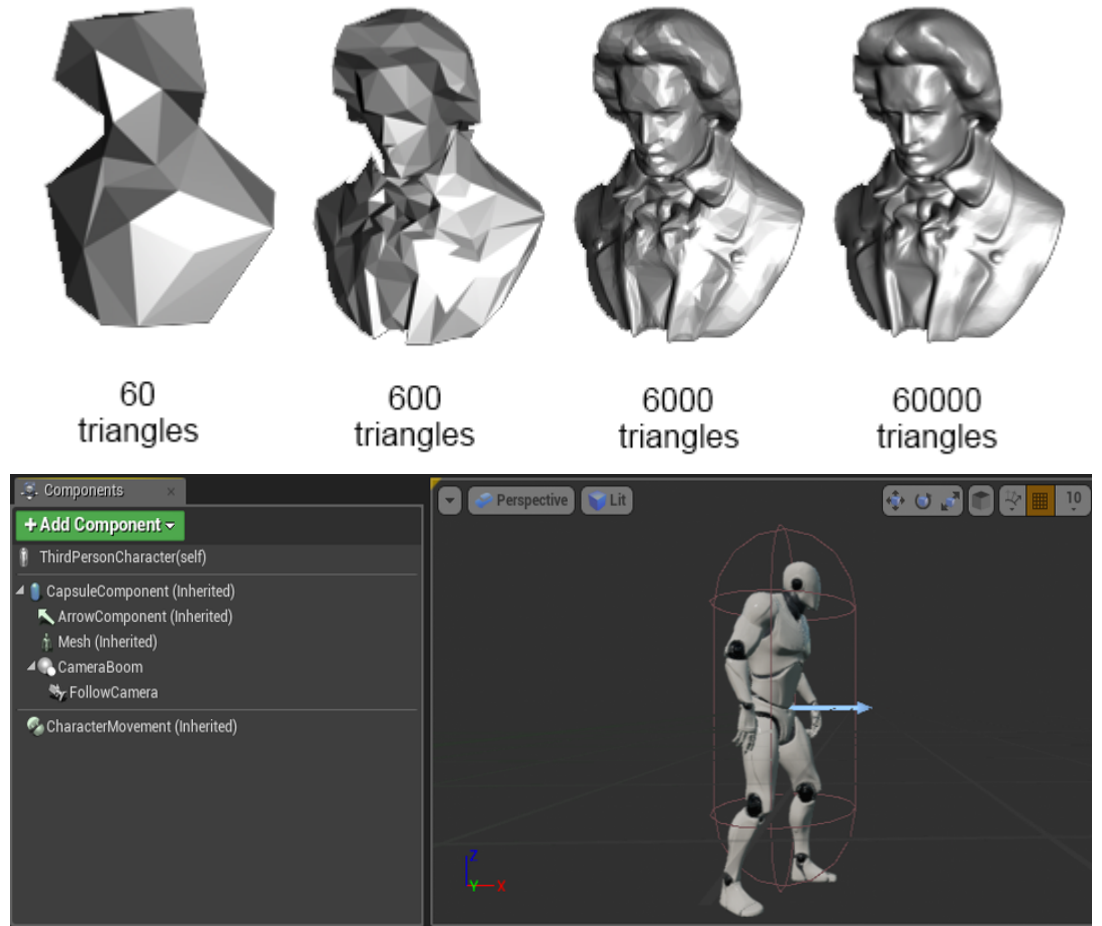 60
triangles
600
triangles
6000
triangles
60000
triangles
Components
+Add Component
ThirdPersonCharacter(self)
CapsuleComponent (Inherited)
ArrowComponent (Inherited)
Mesh (Inherited)
CameraBoom
FollowCamera
CharacterMovement (Inherited)
Perspective
Lit
10
Z
Y
X